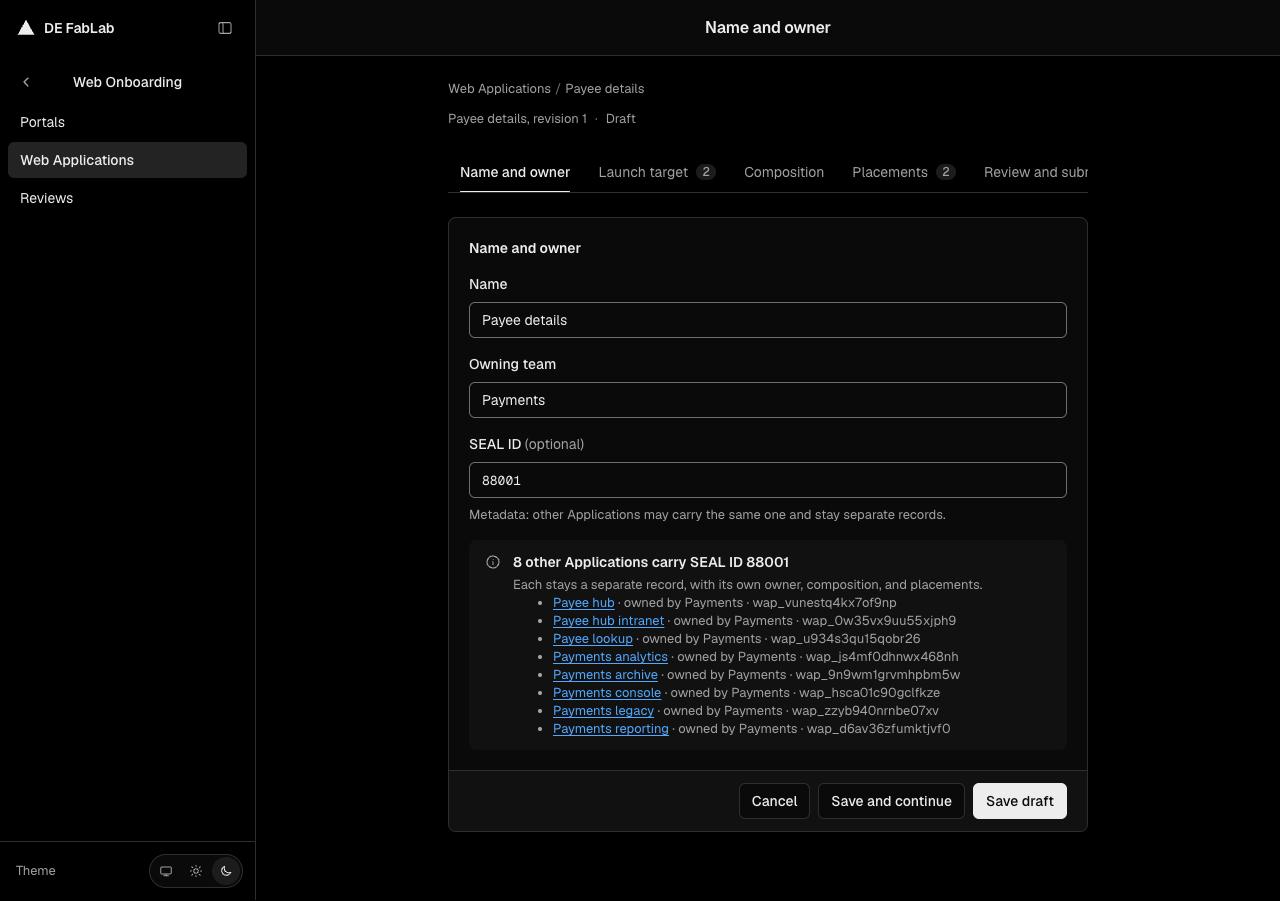 DE FabLab
Name and owner
Web Onboarding
Portals
Web Applications
Reviews
Web Applications / Payee details
Payee details, revision 1 · Draft
Name and owner Launch target 2 Composition Placements 2 Review and subr
Name and owner
Name
Payee details
Owning team
Payments
SEAL ID (optional)
88001
Metadata: other Applications may carry the same one and stay separate records.
8 other Applications carry SEAL ID 88001
Each stays a separate record, with its own owner, composition, and placements.
• Payee hub · owned by Payments · wap_vunestq4kx7of9np
• Payee hub intranet · owned by Payments · wap_0w35vx9uu55xjph9
• Payee lookup · owned by Payments · wap_u934s3qu15qobr26
• Payments analytics · owned by Payments · wap_js4mf0dhnwx468nh
• Payments archive · owned by Payments · wap_9n9wm1grvmhpbm5w
• Payments console · owned by Payments · wap_hsca01c90gclfkze
• Payments legacy · owned by Payments · wap_zzyb940nrnbe07xv
• Payments reporting · owned by Payments · wap_d6av36zfumktjvf0
Cancel Save and continue Save draft
Theme